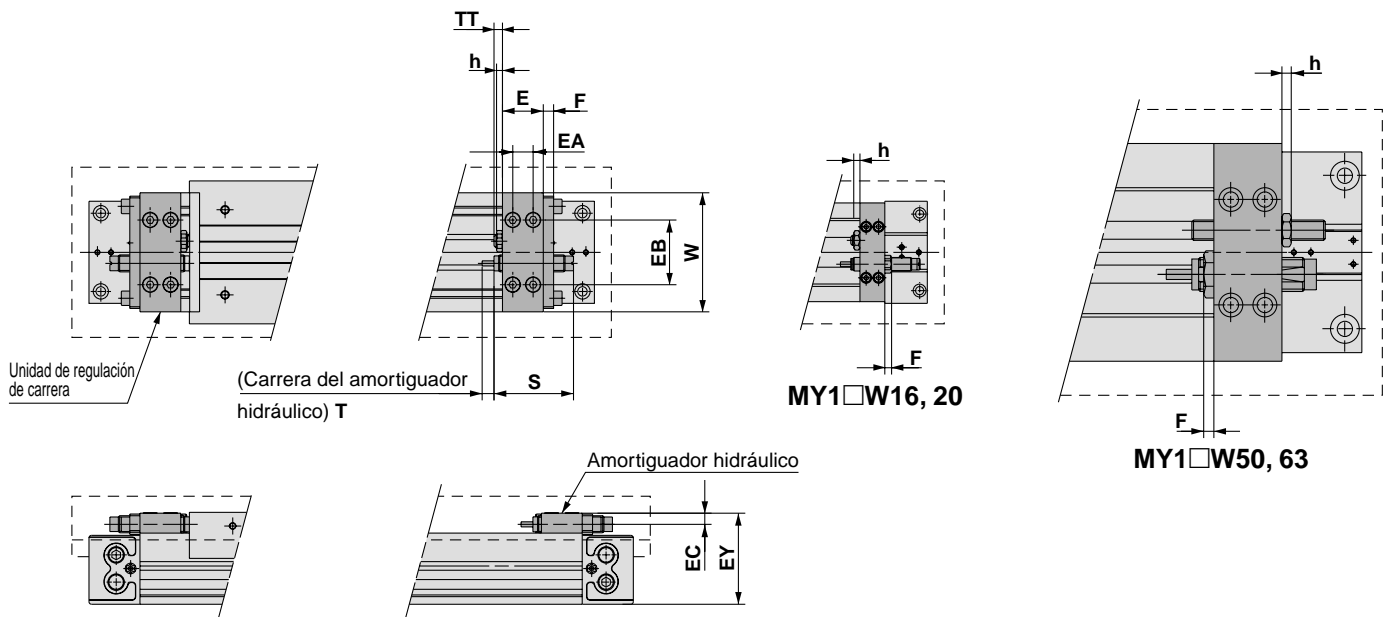 TT
h
E
F
EA
EB
W
h
h
Unidad de regulación
de carrera
(Carrera del amortiguador
hidráulico) T
S
F
MY1□W16, 20
F
MY1□W50, 63
Amortiguador hidráulico
EC
EY